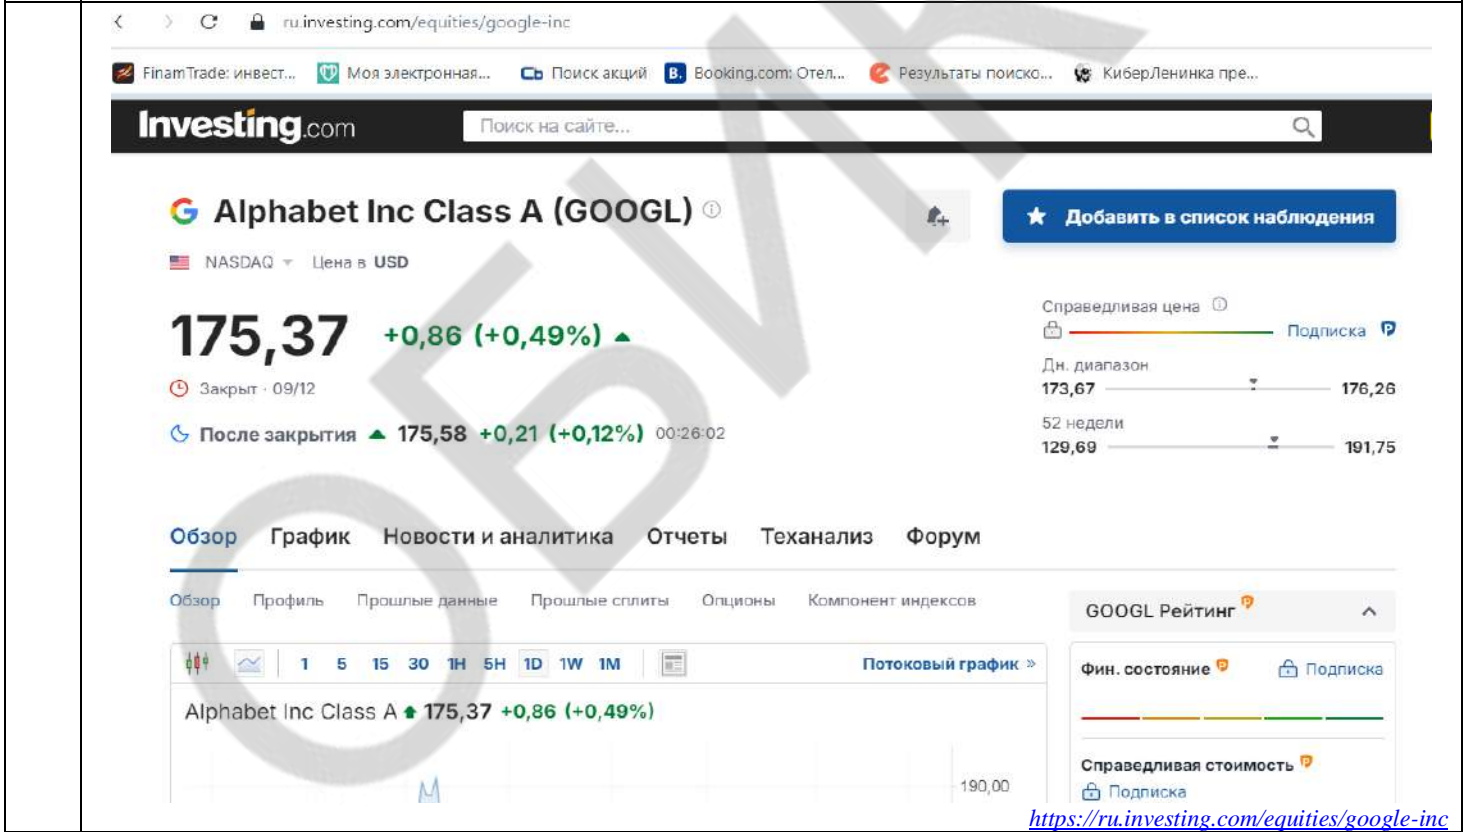 ru.investing.com/equities/google-inc
FinamTrade: инвест... Моя электронная... Сь Поиск акций B. Booking.com: Отел... Результаты поиско... КиберЛенинка пре...
Investing.com Поиск на сайте...
Alphabet Inc Class A (GOOGL)
Добавить в список наблюдения
NASDAQ Цена в USD
175,37 +0,86 (+0,49%)
Закрыт · 09/12
После закрытия 175,58 +0,21 (+0,12%) 00:26:02
Справедливая цена
Подписка
Дн. диапазон
173,67 176,26
52 недели
129,69 191,75
Обзор График Новости и аналитика Отчеты Теханализ Форум
Обзор Профиль Прошлые данные Прошлые сплиты Опционы Компонент индексов
1 5 15 30 1H 5H 1D 1W 1M Потоковый график »
Alphabet Inc Class A 175,37 +0,86 (+0,49%)
190,00
GOOGL Рейтинг
Фин. состояние Подписка
Справедливая стоимость
Подписка
https://ru.investing.com/equities/google-inc
ОБИК